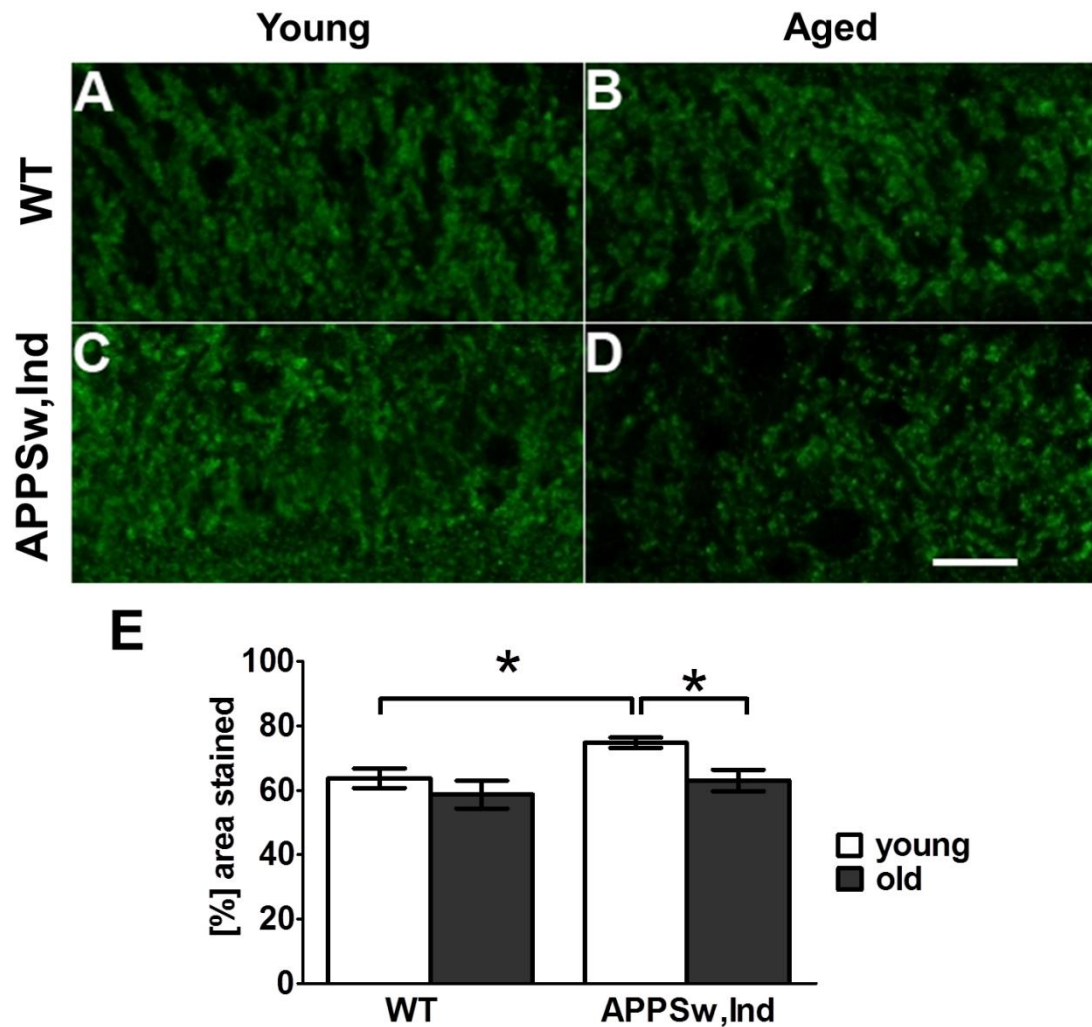 Young Aged
WT
A B
APPSw,Ind
C D
E
[%] area stained
100
80
60
40
20
0
* *
WT APPSw,Ind
young
old